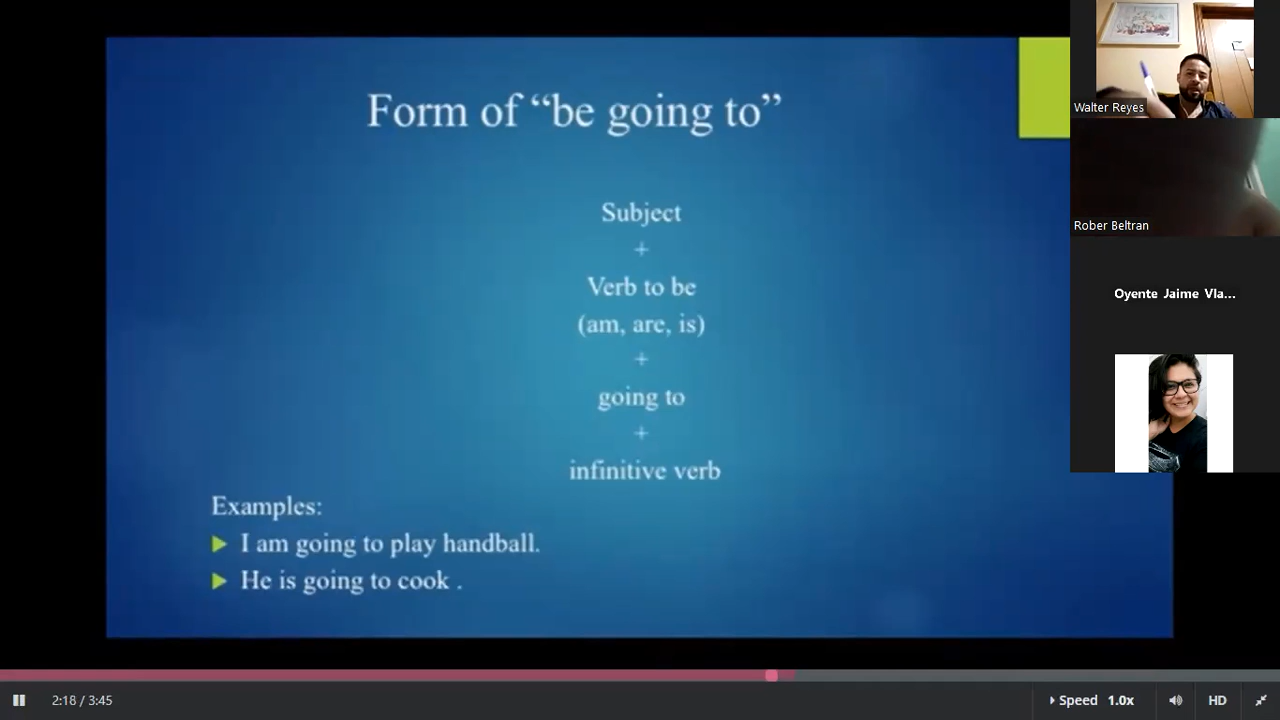 Form of “be going to”
Subject
+
Verb to be
(am, are, is)
+
going to
+
infinitive verb
Examples:
I am going to play handball.
He is going to cook .
Walter Reyes
Rober Beltran
Oyente Jaime Vla...
2:18 / 3:45
Speed 1.0x
HD